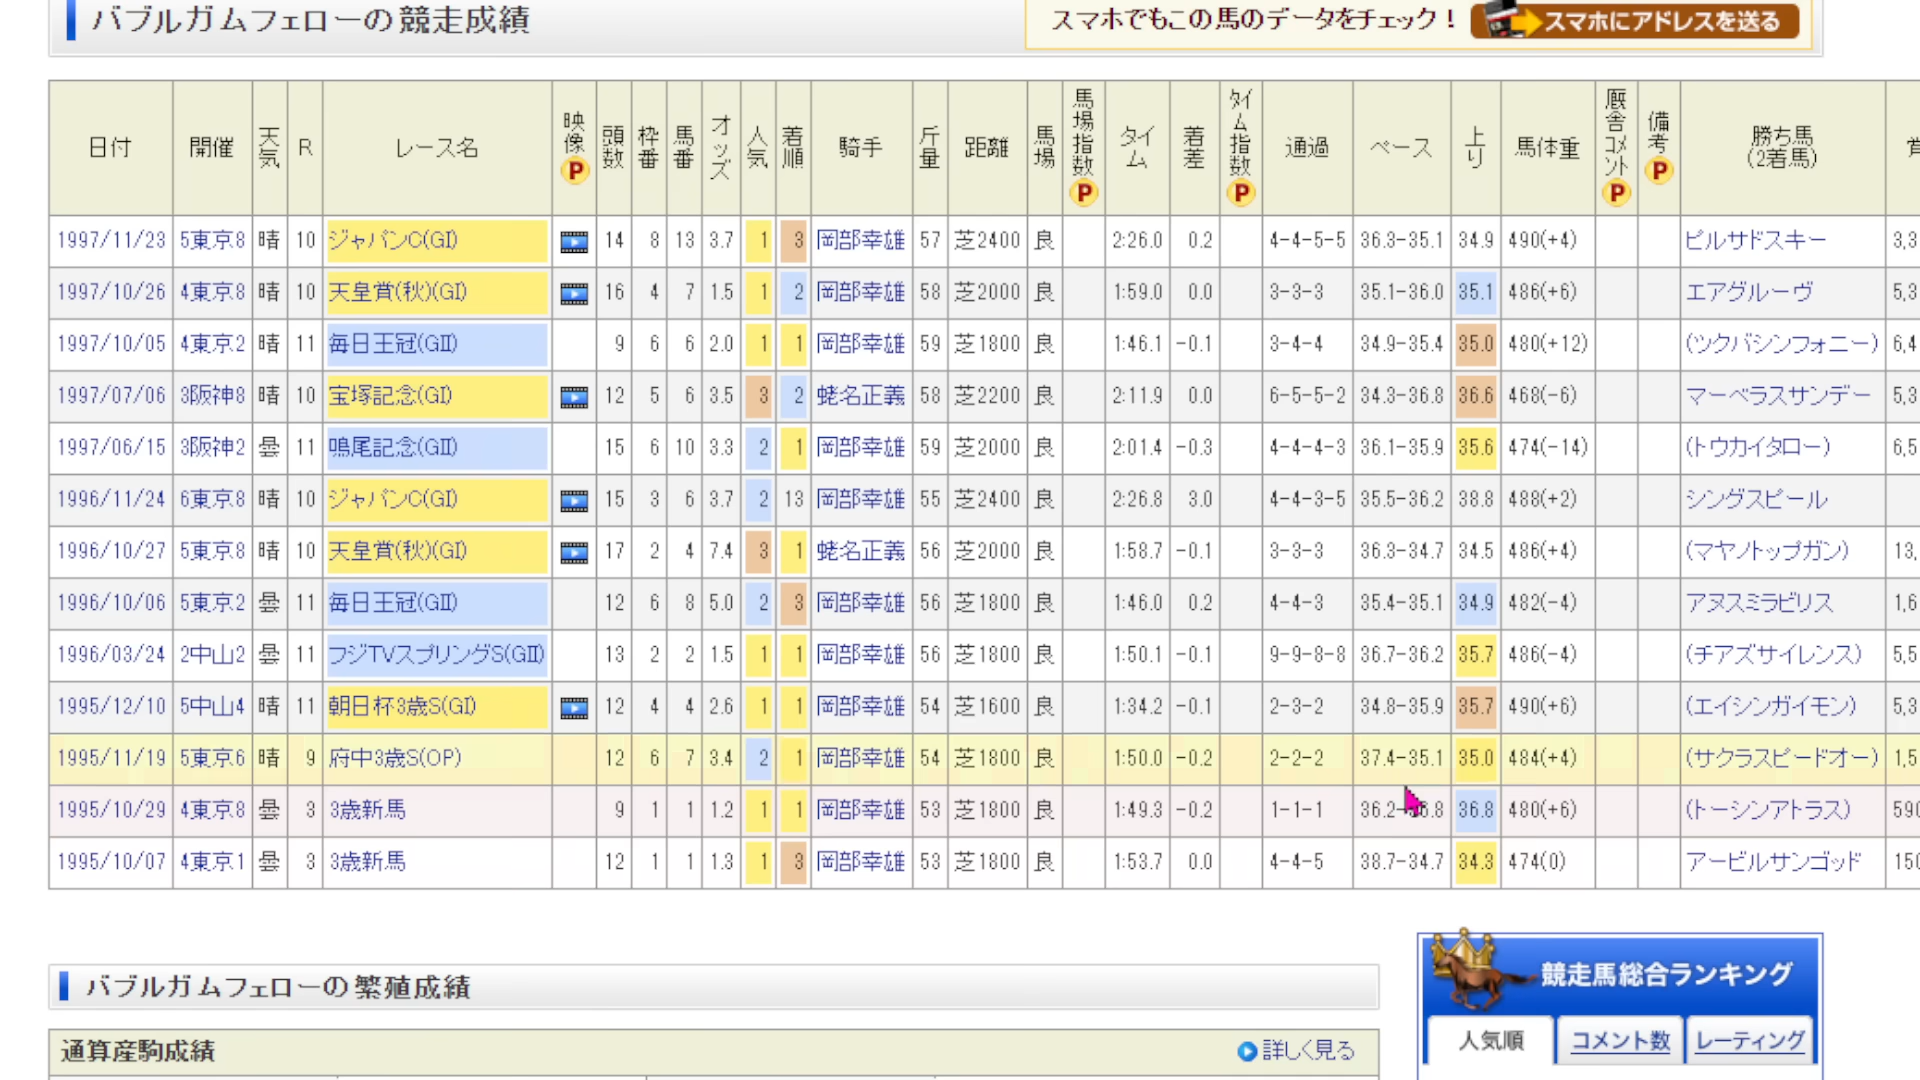 バブルガムフェローの競走成績
スマホでもこの馬のデータをチェック！ スマホにアドレスを送る
日付 開催 天気 R レース名 映像 P 頭数 枠番 馬番 オッズ 人気 着順 騎手 斤量 距離 馬場 馬場指数 P タイム 着差 タイム指数 P 通過 ペース 上り 馬体重 厩舎コメント P 備考 P 勝ち馬(2着馬)
1997/11/23 5東京8 晴 10 ジャパンC(GI) 14 8 13 3.7 1 3 岡部幸雄 57 芝2400 良 2:26.0 0.2 4-4-5-5 36.3-35.1 34.9 490(+4) ピルサドスキー 3,3
1997/10/26 4東京8 晴 10 天皇賞(秋)(GI) 16 4 7 1.5 1 2 岡部幸雄 58 芝2000 良 1:59.0 0.0 3-3-3 35.1-36.0 35.1 486(+6) エアグルーヴ 5,3
1997/10/05 4東京2 晴 11 毎日王冠(GII) 9 6 6 2.0 1 1 岡部幸雄 59 芝1800 良 1:46.1 -0.1 3-4-4 34.9-35.4 35.0 480(+12) (ツクバシンフォニー) 6,4
1997/07/06 3阪神8 晴 10 宝塚記念(GI) 12 5 6 3.5 3 2 蛯名正義 58 芝2200 良 2:11.9 0.0 6-5-5-2 34.3-36.8 36.6 468(-6) マーベラスサンデー 5,3
1997/06/15 3阪神2 曇 11 鳴尾記念(GII) 15 6 10 3.3 2 1 岡部幸雄 59 芝2000 良 2:01.4 -0.3 4-4-4-3 36.1-35.9 35.6 474(-14) (トウカイタロー) 6,5
1996/11/24 6東京8 晴 10 ジャパンC(GI) 15 3 6 3.7 2 13 岡部幸雄 55 芝2400 良 2:26.8 3.0 4-4-3-5 35.5-36.2 38.8 488(+2) シングスピール
1996/10/27 5東京8 晴 10 天皇賞(秋)(GI) 17 2 4 7.4 3 1 蛯名正義 56 芝2000 良 1:58.7 -0.1 3-3-3 36.3-34.7 34.5 486(+4) (マヤノトップガン) 13,
1996/10/06 5東京2 曇 11 毎日王冠(GII) 12 6 8 5.0 2 3 岡部幸雄 56 芝1800 良 1:46.0 0.2 4-4-3 35.4-35.1 34.9 482(-4) アヌスミラビリス 1,6
1996/03/24 2中山2 曇 11 フジTVスプリングS(GII) 13 2 2 1.5 1 1 岡部幸雄 56 芝1800 良 1:50.1 -0.1 9-9-8-8 36.7-36.2 35.7 486(-4) (チアズサイレンス) 5,5
1995/12/10 5中山4 晴 11 朝日杯3歳S(GI) 12 4 4 2.6 1 1 岡部幸雄 54 芝1600 良 1:34.2 -0.1 2-3-2 34.8-35.9 35.7 490(+6) (エイシンガイモン) 5,3
1995/11/19 5東京6 晴 9 府中3歳S(OP) 12 6 7 3.4 2 1 岡部幸雄 54 芝1800 良 1:50.0 -0.2 2-2-2 37.4-35.1 35.0 484(+4) (サクラスピードオー) 1,5
1995/10/29 4東京8 曇 3 3歳新馬 9 1 1 1.2 1 1 岡部幸雄 53 芝1800 良 1:49.3 -0.2 1-1-1 36.8 480(+6) (トーシンアトラス) 590
1995/10/07 4東京1 曇 3 3歳新馬 12 1 1 1.3 1 3 岡部幸雄 53 芝1800 良 1:53.7 0.0 4-4-5 38.7-34.7 34.3 474(0) アービルサンゴッド 150
バブルガムフェローの繁殖成績
競走馬総合ランキング
人気順 コメント数 レーティング
通算産駒成績 詳しく見る